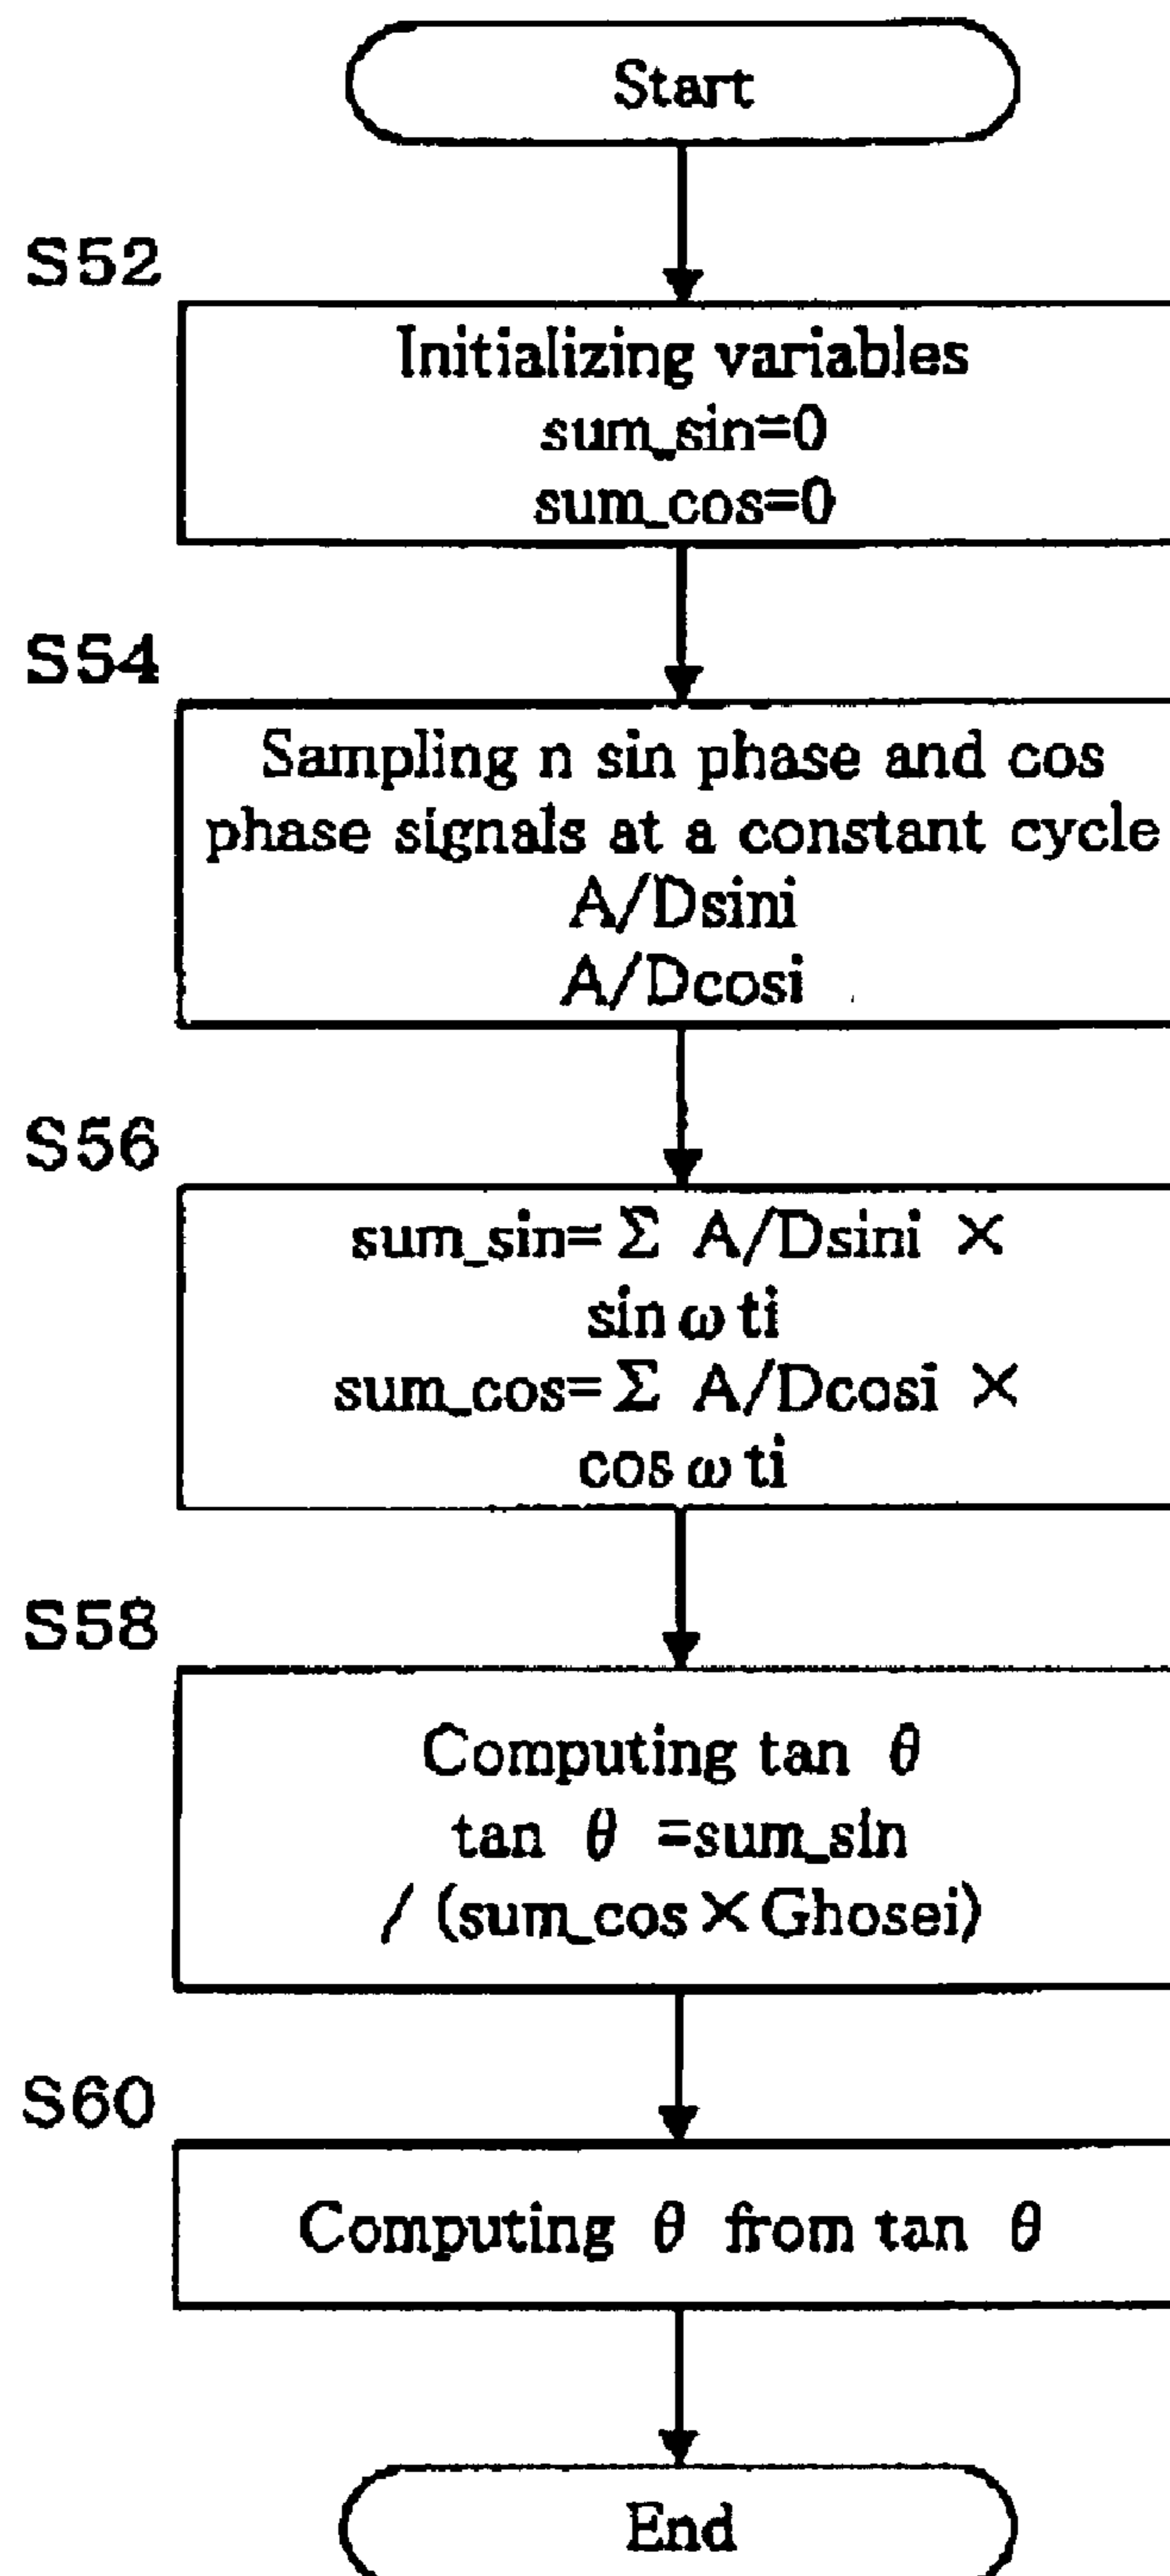 Start
S52
Initializing variables
sum_sin=0
sum_cos=0
S54
Sampling n sin phase and cos
phase signals at a constant cycle
A/Dsini
A/Dcosi
S56
sum_sin=Σ A/Dsini ×
sin ω ti
sum_cos=Σ A/Dcosi ×
cos ω ti
S58
Computing tan θ
tan θ =sum_sin
/ (sum_cos×Ghosei)
S60
Computing θ from tan θ
End